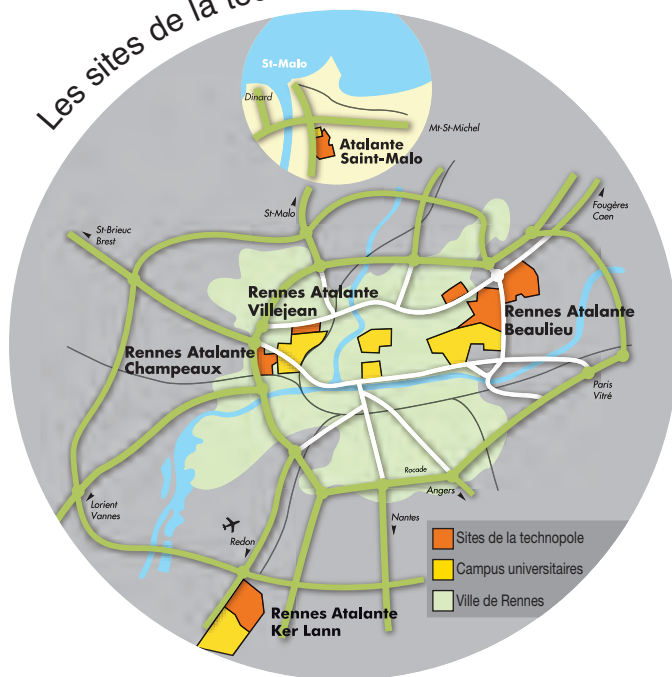 Les sites de la
St-Malo
Dinard
Mt-St-Michel
Atalante
Saint-Malo
St-Malo
Fougères
Caen
St-Brieuc
Brest
Rennes Atalante
Villejean
Rennes Atalante
Beaulieu
Rennes Atalante
Champeaux
Paris
Vitré
Rocade
Angers
Lorient
Vannes
Nantes
Redon
Sites de la technopole
Campus universitaires
Ville de Rennes
Rennes Atalante
Ker Lann